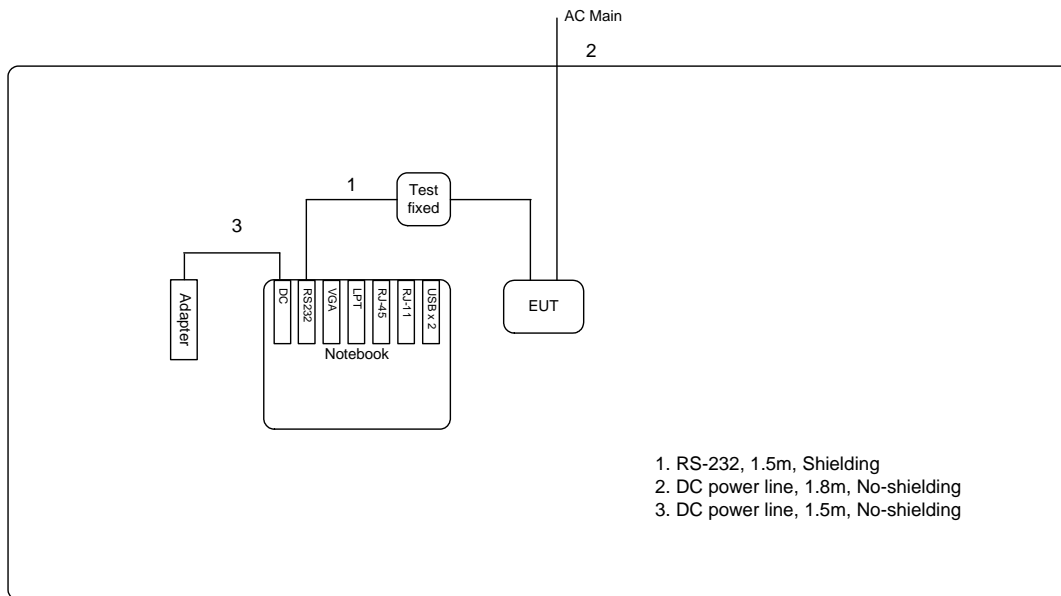 AC Main
2
1
Test
fixed
3
Adapter
DC
RS232
VGA
LPT
RJ-45
RJ-11
USB x 2
EUT
Notebook
1. RS-232, 1.5m, Shielding
2. DC power line, 1.8m, No-shielding
3. DC power line, 1.5m, No-shielding